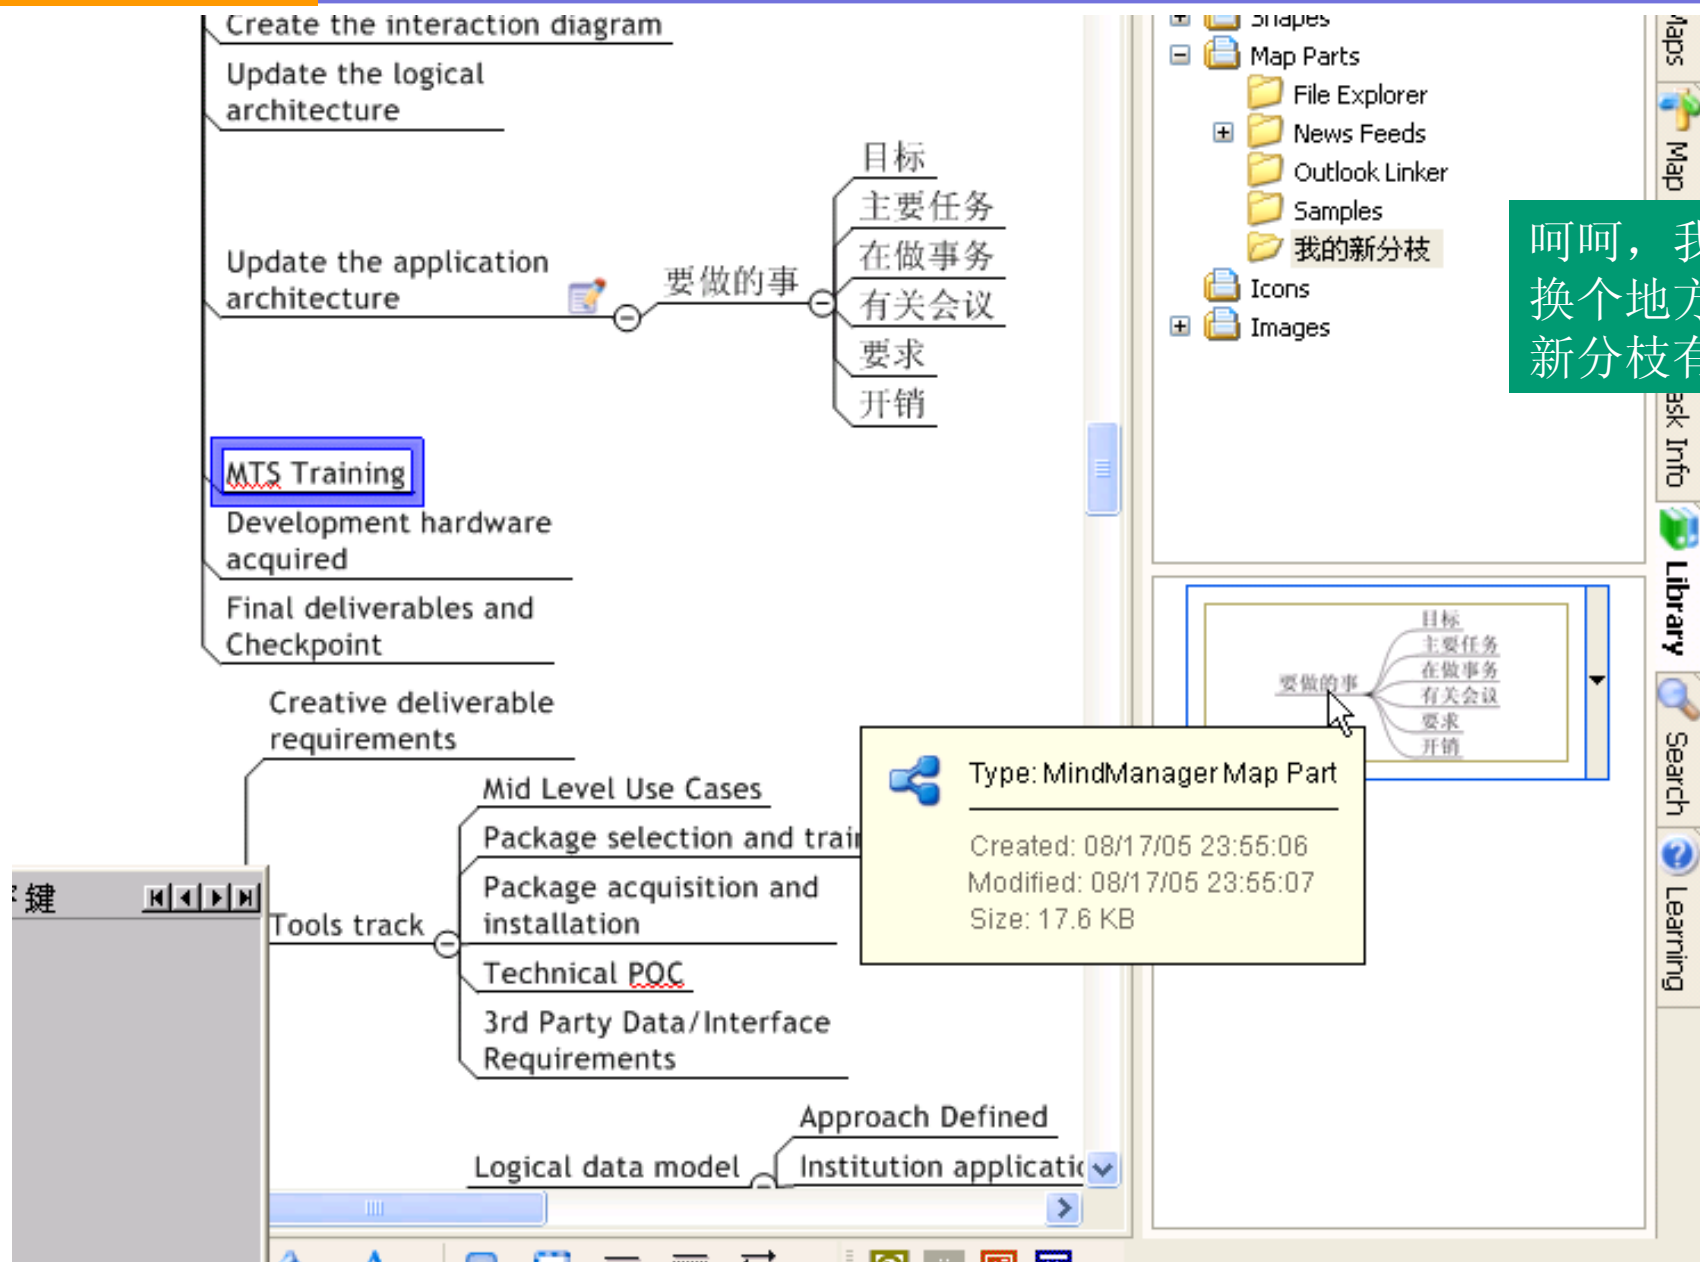 Create the interaction diagram
Update the logical
architecture
Update the application
architecture
要做的事
目标
主要任务
在做事务
有关会议
要求
开销
MTS Training
Development hardware
acquired
Final deliverables and
Checkpoint
Creative deliverable
requirements
Tools track
Mid Level Use Cases
Package selection and trai
Package acquisition and
installation
Technical POC
3rd Party Data/Interface
Requirements
Logical data model
Approach Defined
Institution applicatio
键
Shapes
Map Parts
File Explorer
News Feeds
Outlook Linker
Samples
我的新分枝
Icons
Images
呵呵，我
换个地方
新分枝有
要做的事
目标
主要任务
在做事务
有关会议
要求
开销
Type: MindManager Map Part
Created: 08/17/05 23:55:06
Modified: 08/17/05 23:55:07
Size: 17.6 KB
Maps
Map
ask Info
Library
Search
Learning